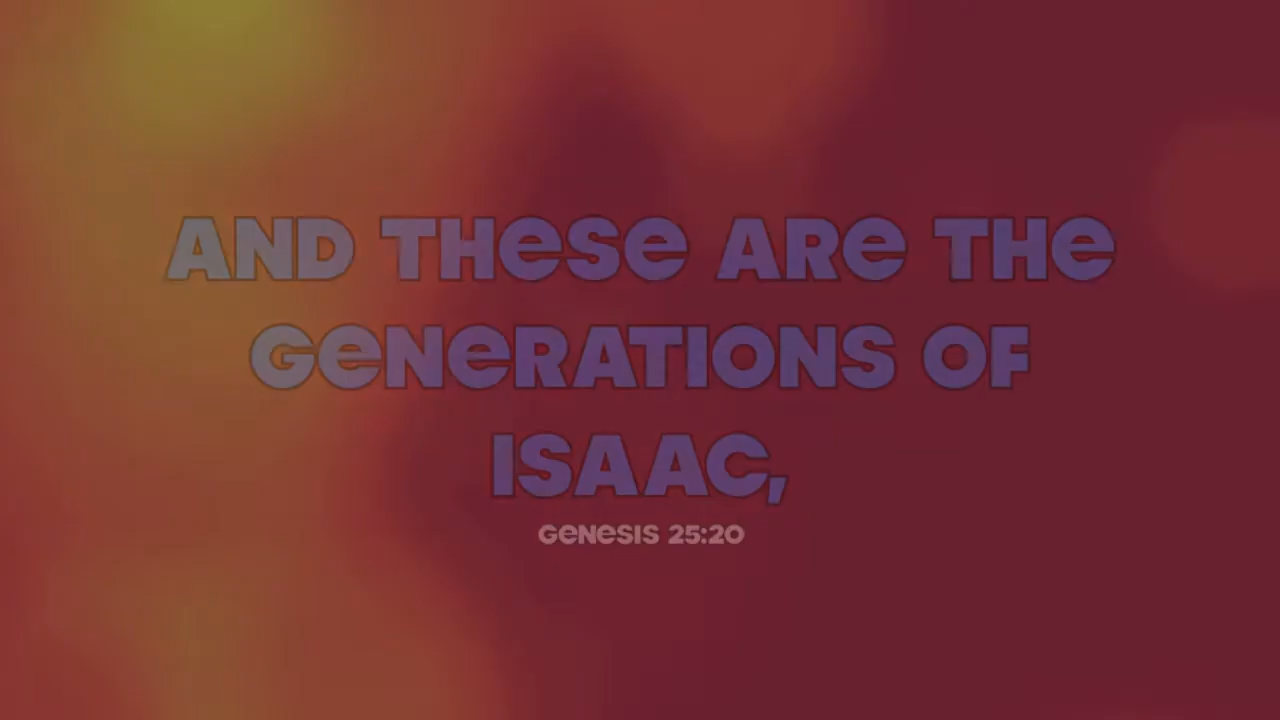 AND THESE ARE THE
GENERATIONS OF
ISAAC,
GENESIS 25:20